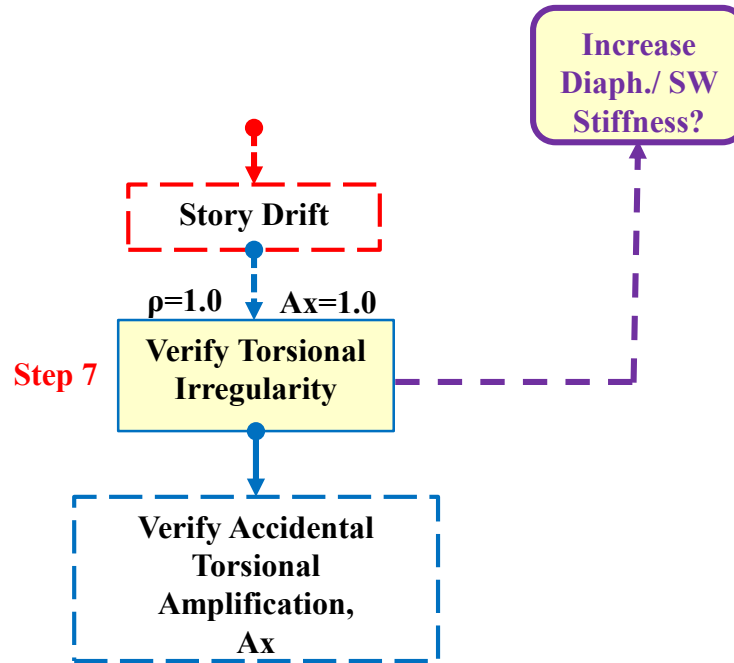 Increase
Diaph./ SW
Stiffness?
Story Drift
ρ=1.0 Ax=1.0
Step 7
Verify Torsional
Irregularity
Verify Accidental
Torsional
Amplification,
Ax